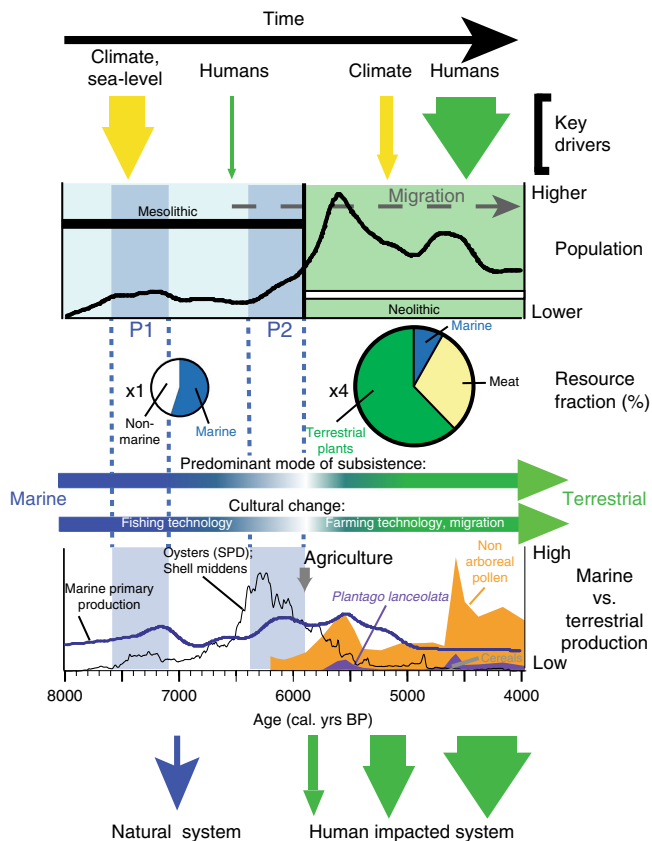 Time
Climate,
sea-level
Humans
Climate
Humans
Key
drivers
Mesolithic
Migration
Higher
Population
Neolithic
Lower
P1
P2
x1
Non-
marine
Marine
x4
Marine
Meat
Terrestrial
plants
Resource
fraction (%)
Predominant mode of subsistence:
Marine
Terrestrial
Cultural change:
Fishing technology
Farming technology, migration
Oysters (SPD);
Shell middens
Agriculture
Marine primary
production
Plantago lanceolata
Non
arboreal
pollen
Cereals
High
Marine
vs.
terrestrial
production
Low
8000
7000
6000
5000
4000
Age (cal. yrs BP)
Natural system
Human impacted system